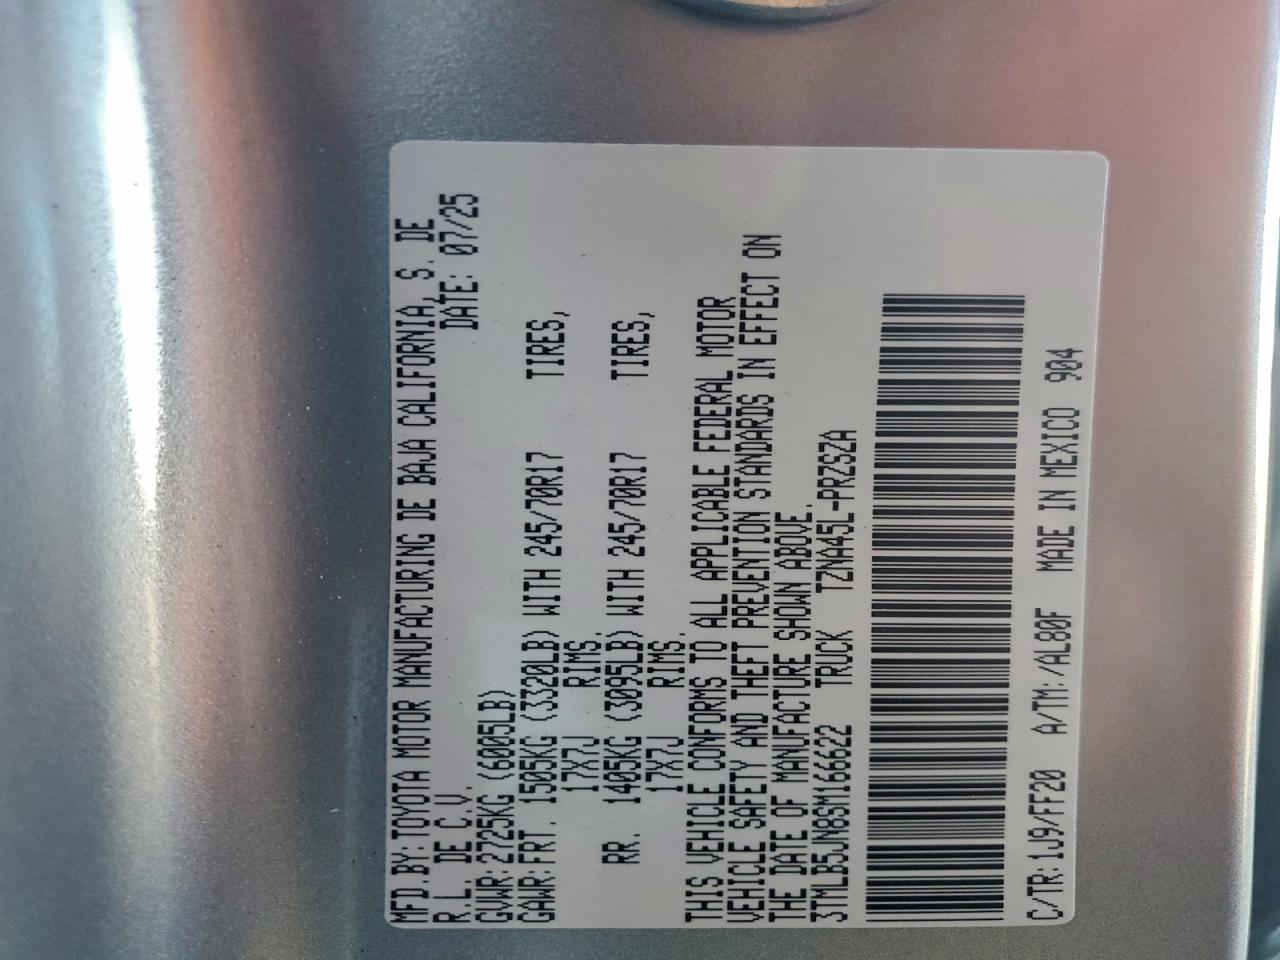 MFD.BY:TOYOTA MOTOR MANUFACTURING DE BAJA CALIFORNIA, S. DE
R.L. DE C.V. DATE: 07/25
GVWR:2725KG (6005LB)
GAWR:FRT. 1505KG (3320LB) WITH 245/70R17 TIRES,
17X7J RIMS.
RR. 1405KG (3095LB) WITH 245/70R17 TIRES,
17X7J RIMS.
THIS VEHICLE CONFORMS TO ALL APPLICABLE FEDERAL MOTOR
VEHICLE SAFETY AND THEFT PREVENTION STANDARDS IN EFFECT ON
THE DATE OF MANUFACTURE SHOWN ABOVE.
3TMLB5JN8SM166622 TRUCK TZNA45L-PRZSZA
C/TR:1J9/FF20 A/TM:/AL80F MADE IN MEXICO 904